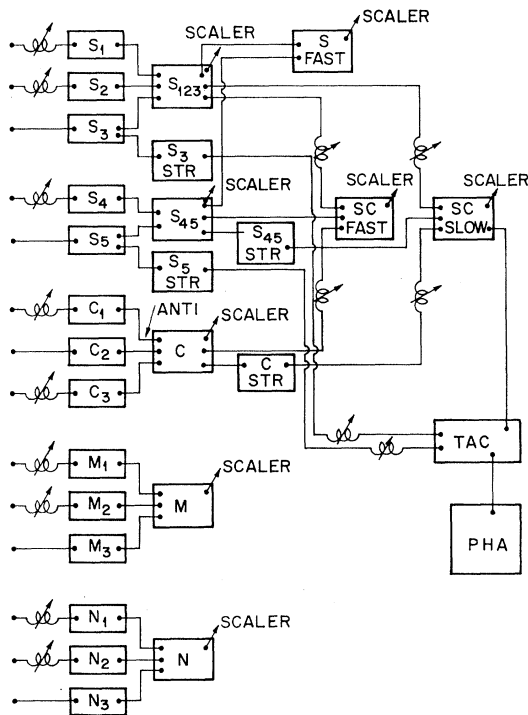 SCALER
SCALER
S
FAST
SCALER
S1
S2
S123
S3
S3
STR
SCALER
SCALER
SCALER
S4
S45
SC
FAST
SC
SLOW
S5
S45
STR
S5
STR
ANTI
C1
SCALER
C2
C
C3
C
STR
TAC
M1
SCALER
M2
M
M3
PHA
N1
SCALER
N2
N
N3